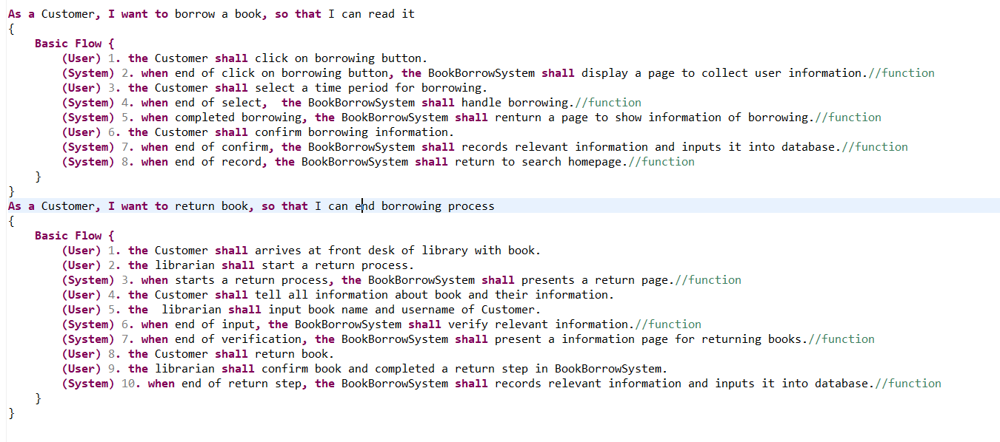 As a Customer, I want to borrow a book, so that I can read it
{
    Basic Flow {
        (User) 1. the Customer shall click on borrowing button.
        (System) 2. when end of click on borrowing button, the BookBorrowSystem shall display a page to collect user information.//function
        (User) 3. the Customer shall select a time period for borrowing.
        (System) 4. when end of select,  the BookBorrowSystem shall handle borrowing.//function
        (System) 5. when completed borrowing, the BookBorrowSystem shall renturn a page to show information of borrowing.//function
        (User) 6. the Customer shall confirm borrowing information.
        (System) 7. when end of confirm, the BookBorrowSystem shall records relevant information and inputs it into database.//function
        (System) 8. when end of record, the BookBorrowSystem shall return to search homepage.//function
    }
}
As a Customer, I want to return book, so that I can end borrowing process
{
    Basic Flow {
        (User) 1. the Customer shall arrives at front desk of library with book.
        (User) 2. the librarian shall start a return process.
        (System) 3. when starts a return process, the BookBorrowSystem shall presents a return page.//function
        (User) 4. the Customer shall tell all information about book and their information.
        (User) 5. the  librarian shall input book name and username of Customer.
        (System) 6. when end of input, the BookBorrowSystem shall verify relevant information.//function
        (System) 7. when end of verification, the BookBorrowSystem shall present a information page for returning books.//function
        (User) 8. the Customer shall return book.
        (User) 9. the librarian shall confirm book and completed a return step in BookBorrowSystem.
        (System) 10. when end of return step, the BookBorrowSystem shall records relevant information and inputs it into database.//function
    }
}